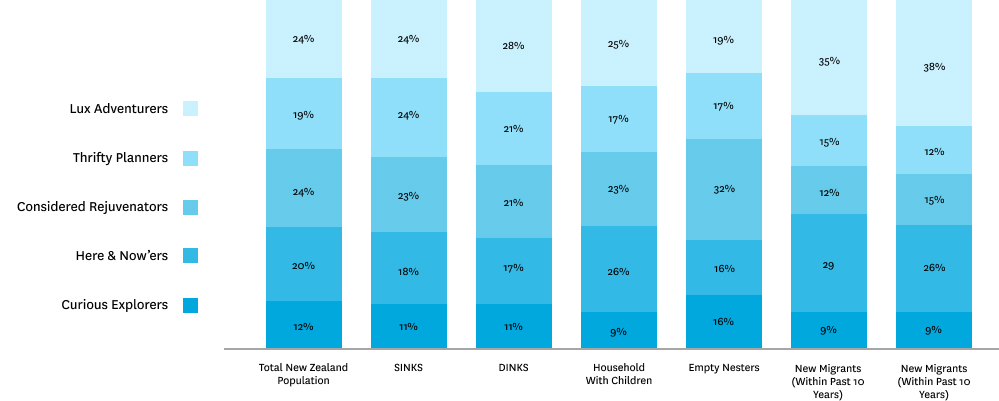 Lux Adventurers
Thrifty Planners
Considered Rejuvenators
Here & Now'ers
Curious Explorers
24% 24% 28% 25% 19% 35% 38%
19% 24% 21% 17% 17% 15% 12%
24% 23% 21% 23% 32% 12% 15%
20% 18% 17% 26% 16% 29 26%
12% 11% 11% 9% 16% 9% 9%
Total New Zealand
Population
SINKS
DINKS
Household
With Children
Empty Nesters
New Migrants
(Within Past 10
Years)
New Migrants
(Within Past 10
Years)